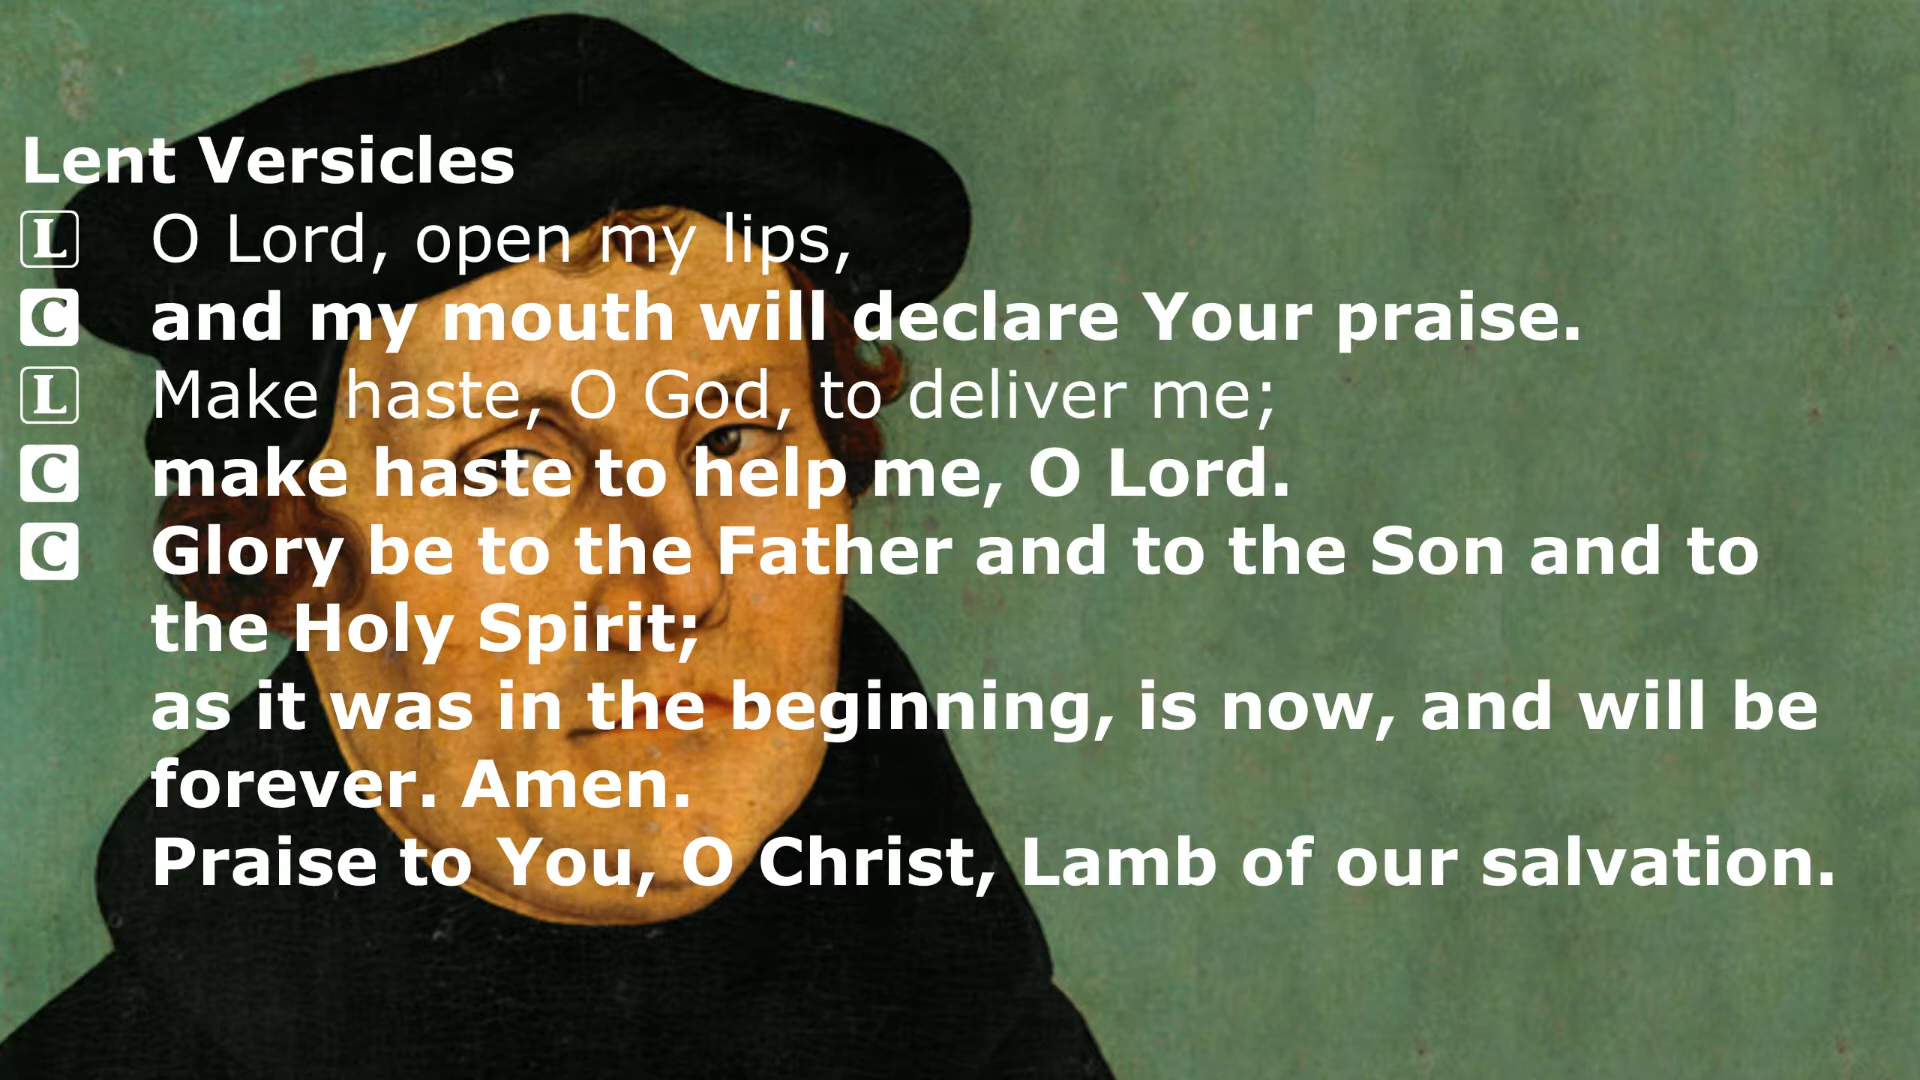 Lent Versicles
L O Lord, open my lips,
C and my mouth will declare Your praise.
L Make haste, O God, to deliver me;
C make haste to help me, O Lord.
C Glory be to the Father and to the Son and to
the Holy Spirit;
as it was in the beginning, is now, and will be
forever. Amen.
Praise to You, O Christ, Lamb of our salvation.